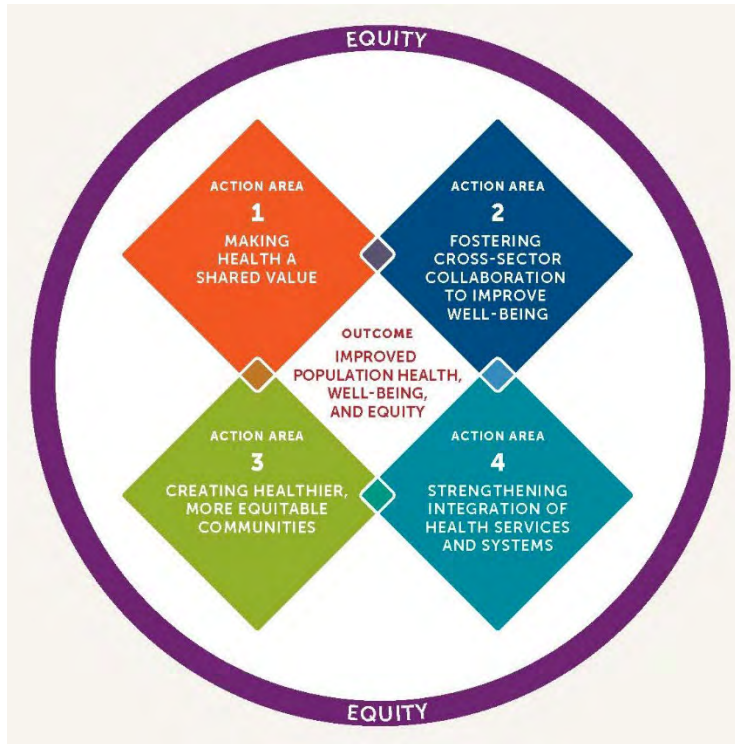 EQUITY
ACTION AREA
1
MAKING
HEALTH A
SHARED VALUE
ACTION AREA
2
FOSTERING
CROSS-SECTOR
COLLABORATION
TO IMPROVE
WELL-BEING
OUTCOME
IMPROVED
POPULATION HEALTH,
WELL-BEING,
AND EQUITY
ACTION AREA
3
CREATING HEALTHIER,
MORE EQUITABLE
COMMUNITIES
ACTION AREA
4
STRENGTHENING
INTEGRATION OF
HEALTH SERVICES
AND SYSTEMS
EQUITY